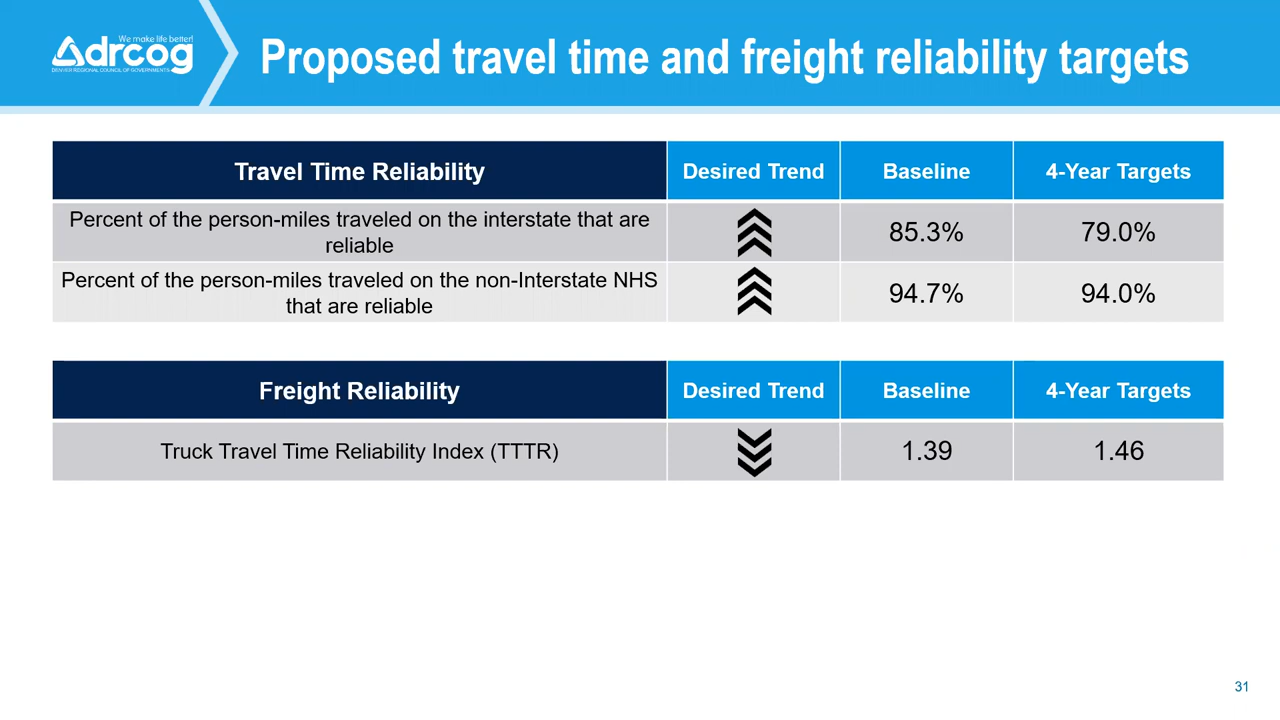 We make life better!
drcog
DENVER REGIONAL COUNCIL OF GOVERNMENTS
Proposed travel time and freight reliability targets
Travel Time Reliability
Desired Trend
Baseline
4-Year Targets
Percent of the person-miles traveled on the interstate that are
reliable
85.3%
79.0%
Percent of the person-miles traveled on the non-Interstate NHS
that are reliable
94.7%
94.0%
Freight Reliability
Desired Trend
Baseline
4-Year Targets
Truck Travel Time Reliability Index (TTTR)
1.39
1.46
31